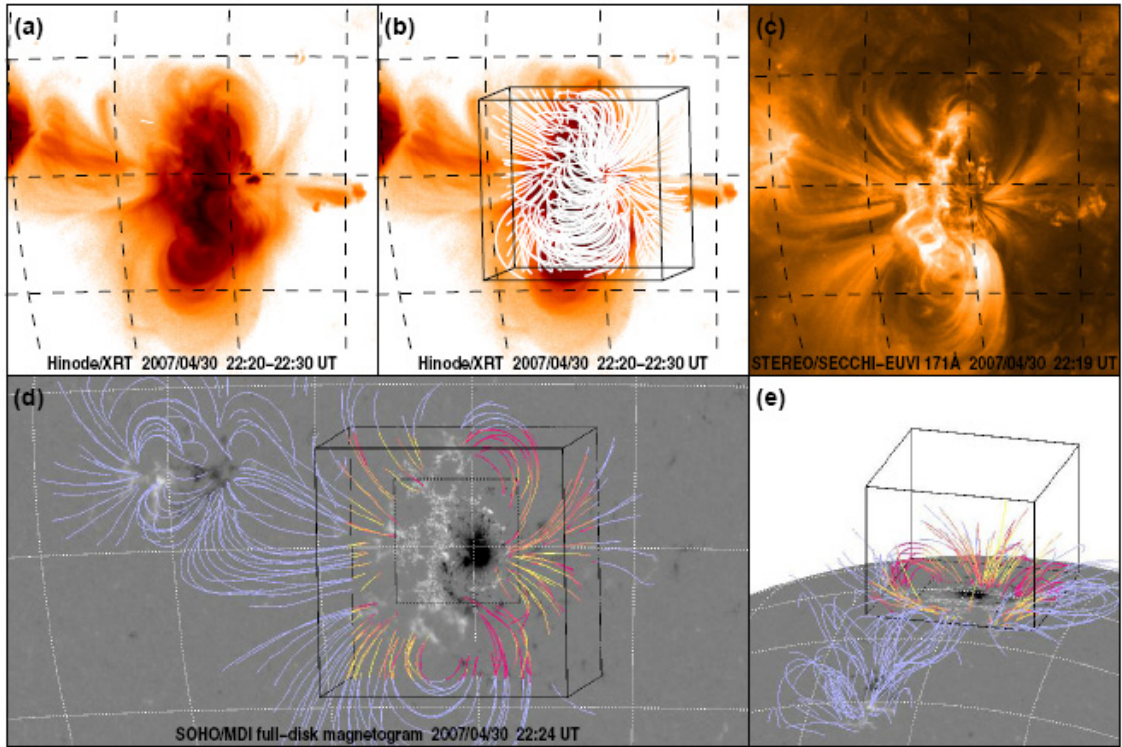 (a)
Hinode/XRT 2007/04/30 22:20-22:30 UT
(b)
Hinode/XRT 2007/04/30 22:20-22:30 UT
(c)
STEREO/SECCHI-EUVI 171Å 2007/04/30 22:19 UT
(d)
SOHO/MDI full-disk magnetogram 2007/04/30 22:24 UT
(e)